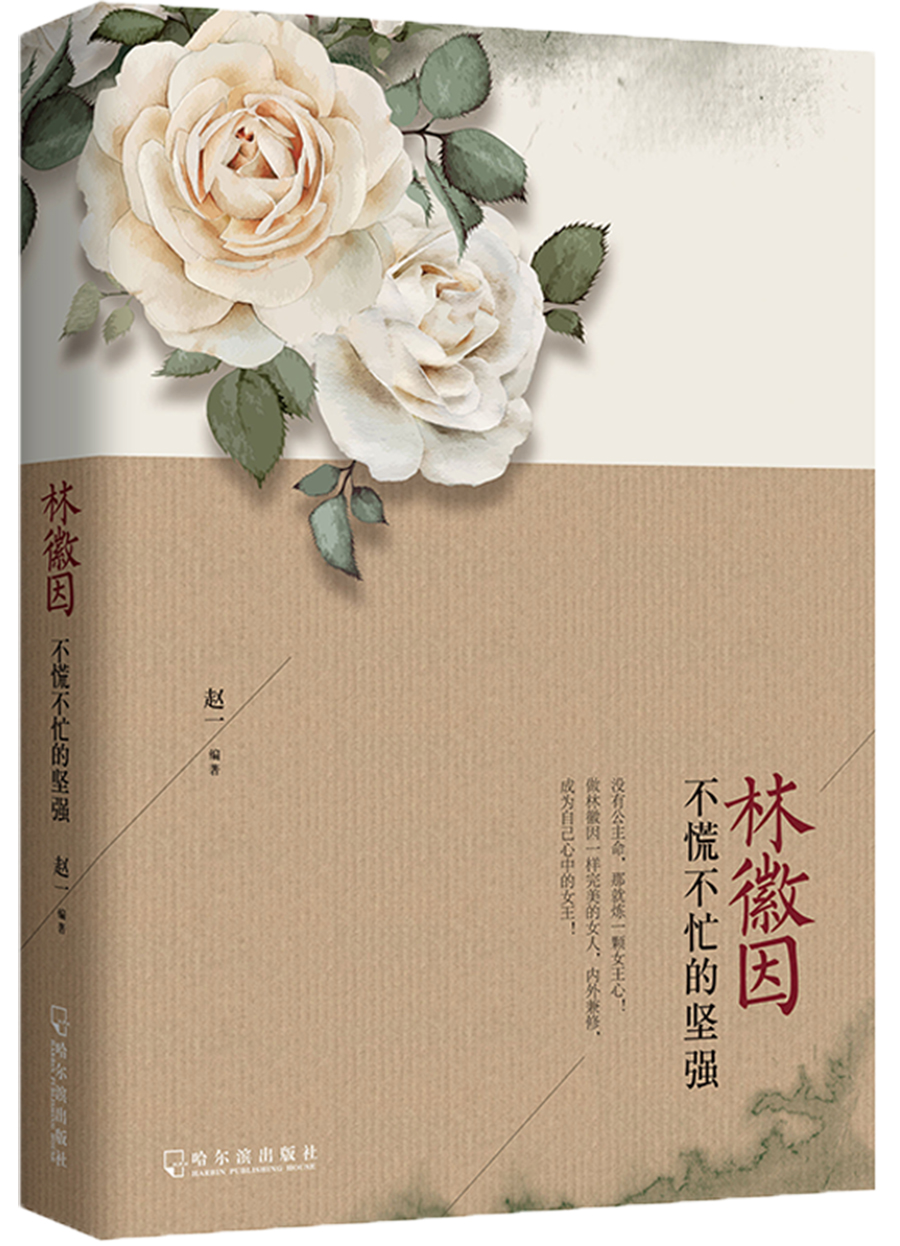 林徽因
不慌不忙的坚强
没有公主命，那就炼一颗女王心！
做林徽因一样完美的女人，内外兼修，
成为自己心中的女王！
赵一
编著
哈尔滨出版社
HARBIN PUBLISHING HOUSE
林徽因
不慌不忙的坚强
赵一
编著
哈尔滨出版社